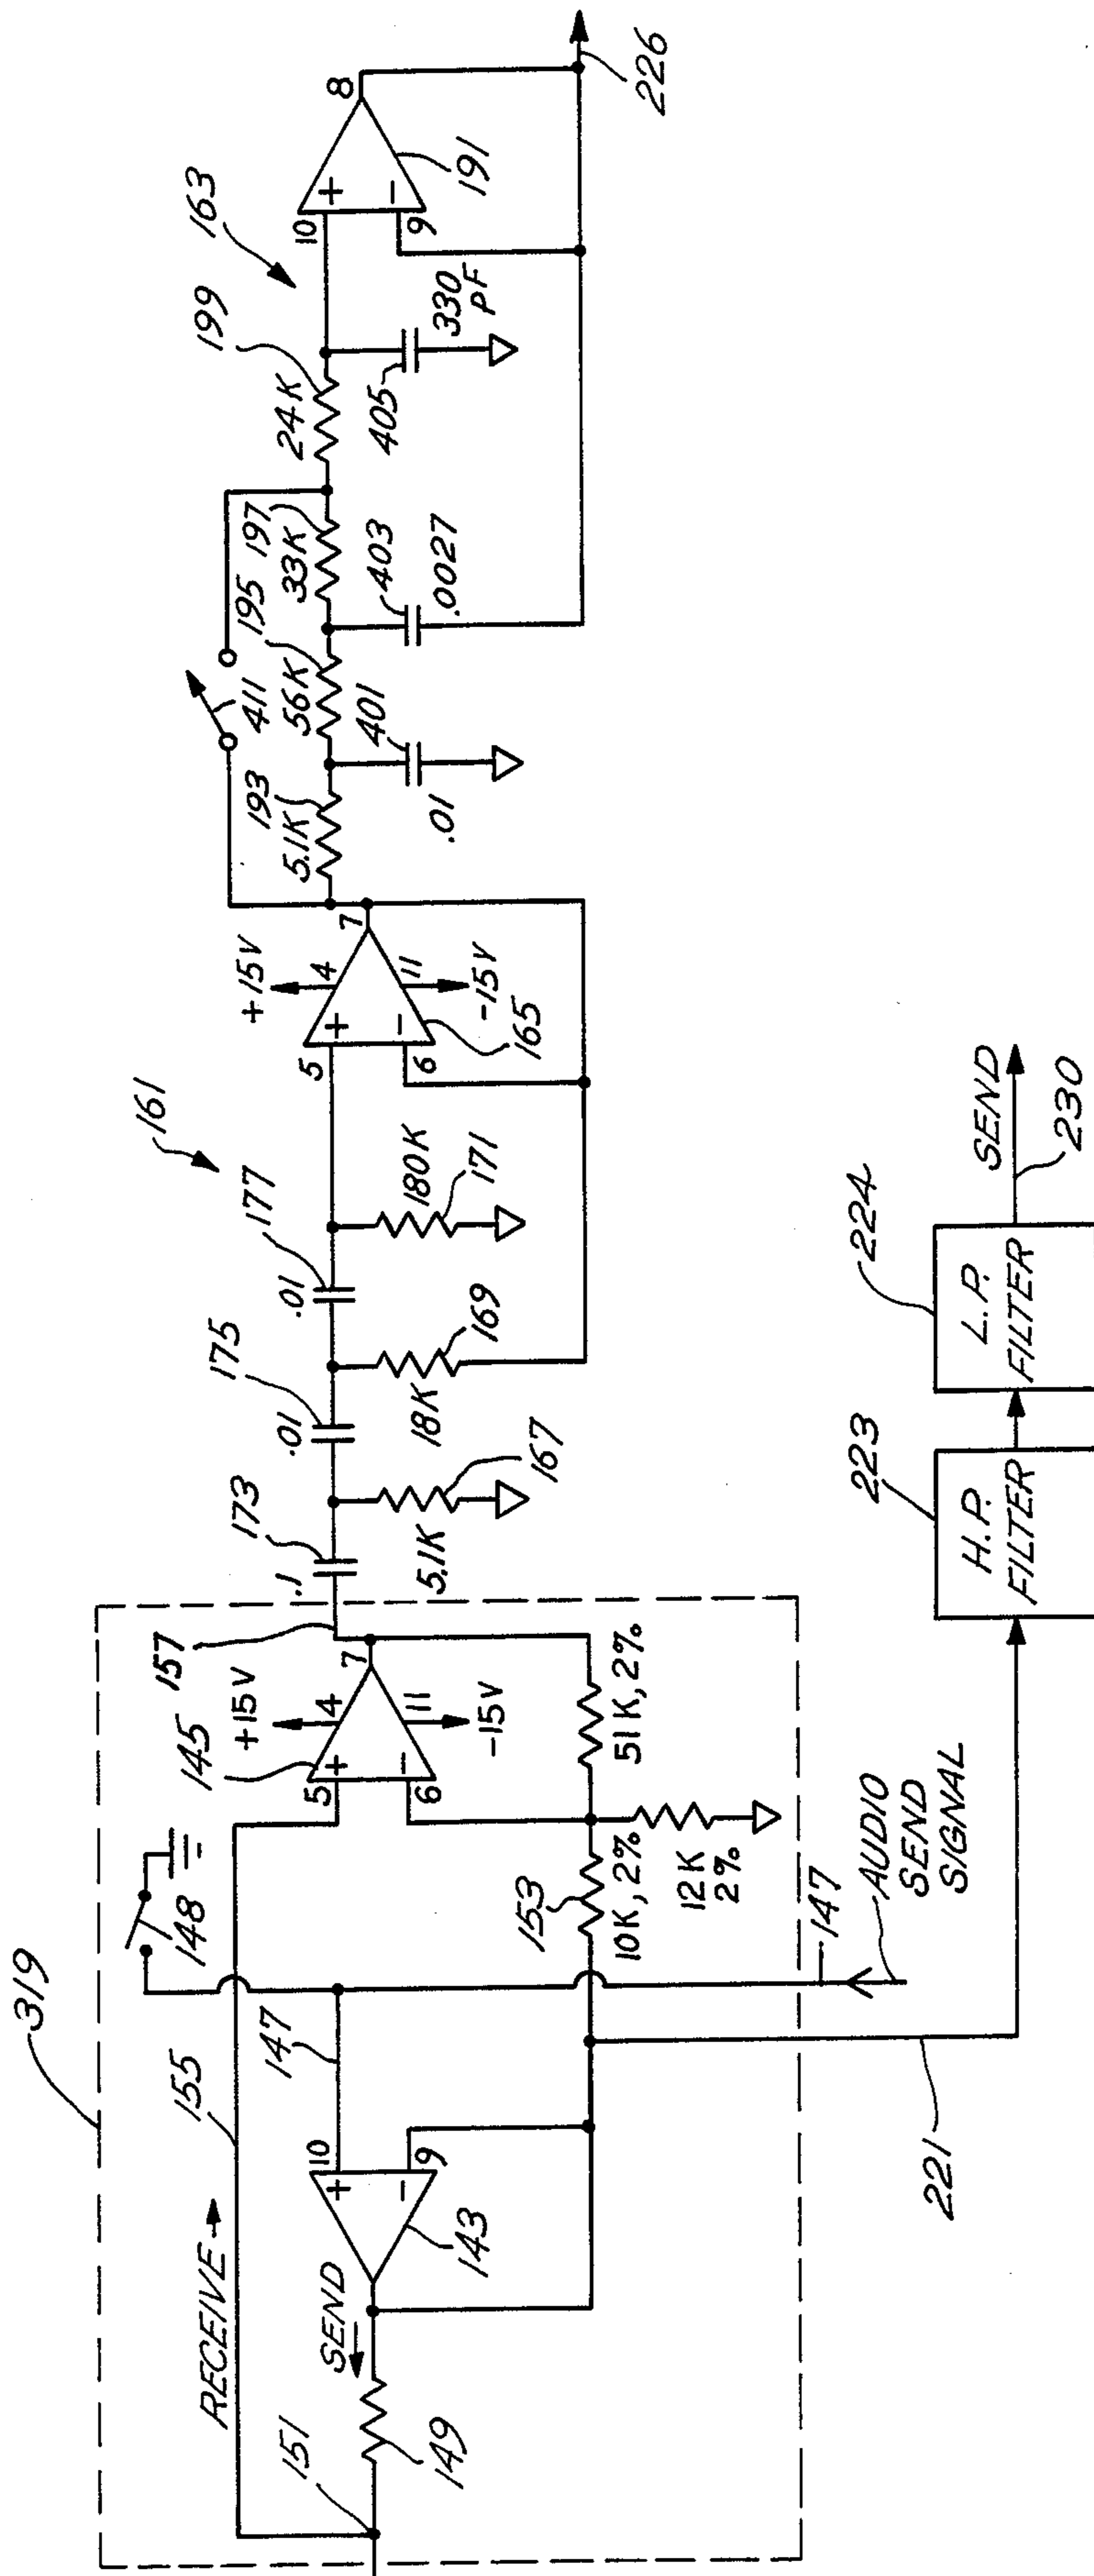 319
155
RECEIVE
151
149
SEND
143
10
+
−
9
147
148
145
+15V
4
5
+
−
6
7
11
−15V
157
153
10K, 2%
12K
2%
51K, 2%
147
AUDIO
SEND
SIGNAL
221
173
.1
5.1K
167
175
.01
18K
169
177
.01
180K
171
161
5
+
−
6
+15V
4
7
11
−15V
165
193
5.1K
401
.01
411
195
56K
403
.0027
197
33K
199
24K
405
330
pF
163
10
+
−
9
8
191
226
223
H.P.
FILTER
224
L.P.
FILTER
SEND
230